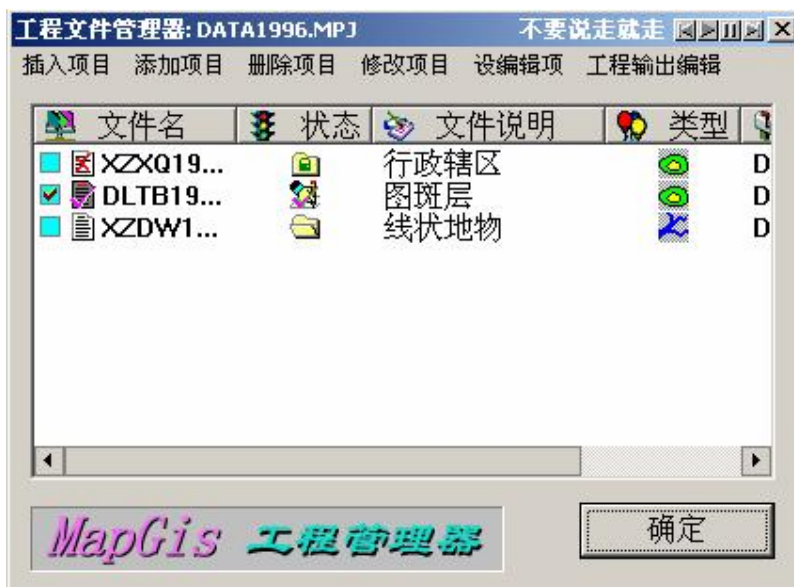 工程文件管理器: DATA1996.MPJ 不要说走就走
插入项目 添加项目 删除项目 修改项目 设编辑项 工程输出编辑
文件名 状态 文件说明 类型
XZXQ19... 行政辖区 D
DLTB19... 图斑层 D
XZDW1... 线状地物 D
MapGis 工程管理器 确定